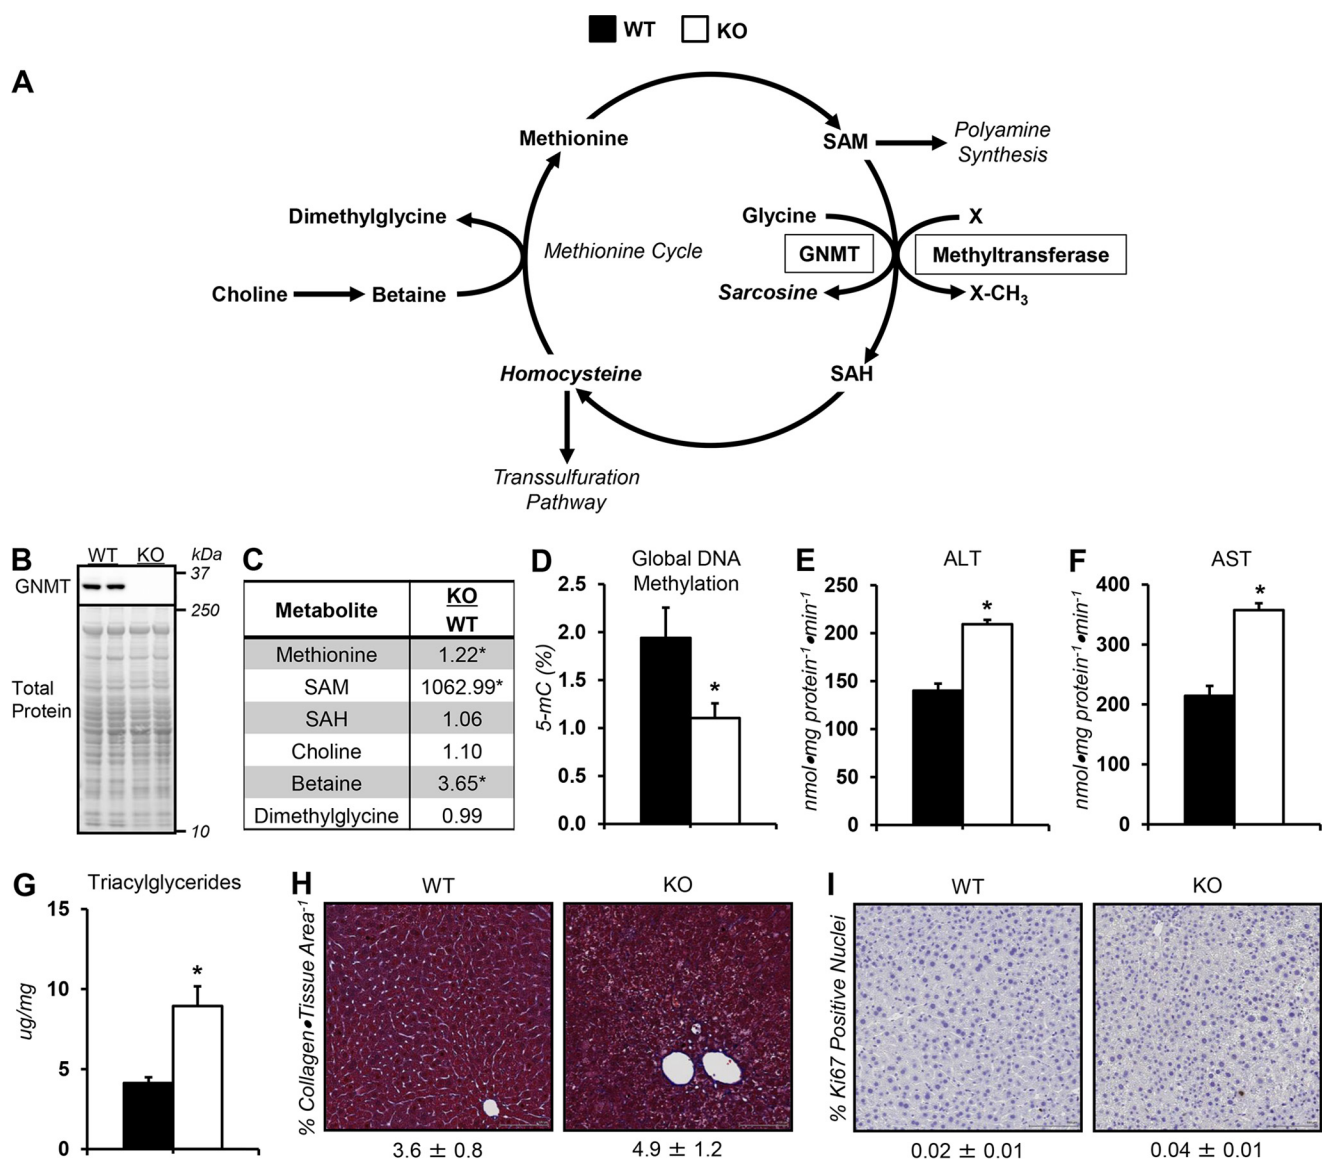 WT KO
A
Methionine
SAM
Polyamine
Synthesis
Dimethylglycine
Glycine
X
Methionine Cycle
GNMT
Methyltransferase
Choline
Betaine
Sarcosine
X-CH3
Homocysteine
SAH
Transsulfuration
Pathway
B
WT KO kDa
GNMT
37
250
Total
Protein
10
C
Metabolite KO
WT
Methionine 1.22*
SAM 1062.99*
SAH 1.06
Choline 1.10
Betaine 3.65*
Dimethylglycine 0.99
D
Global DNA
Methylation
5-mC (%)
2.5
2.0
1.5
1.0
0.5
0.0
*
E
ALT
nmol•mg protein-1•min-1
250
200
150
100
50
0
*
F
AST
nmol•mg protein-1•min-1
400
300
200
100
0
*
G
Triacylglycerides
ug/mg
15
10
5
0
*
H
WT KO
% Collagen•Tissue Area-1
3.6 ± 0.8 4.9 ± 1.2
I
WT KO
% Ki67 Positive Nuclei
0.02 ± 0.01 0.04 ± 0.01